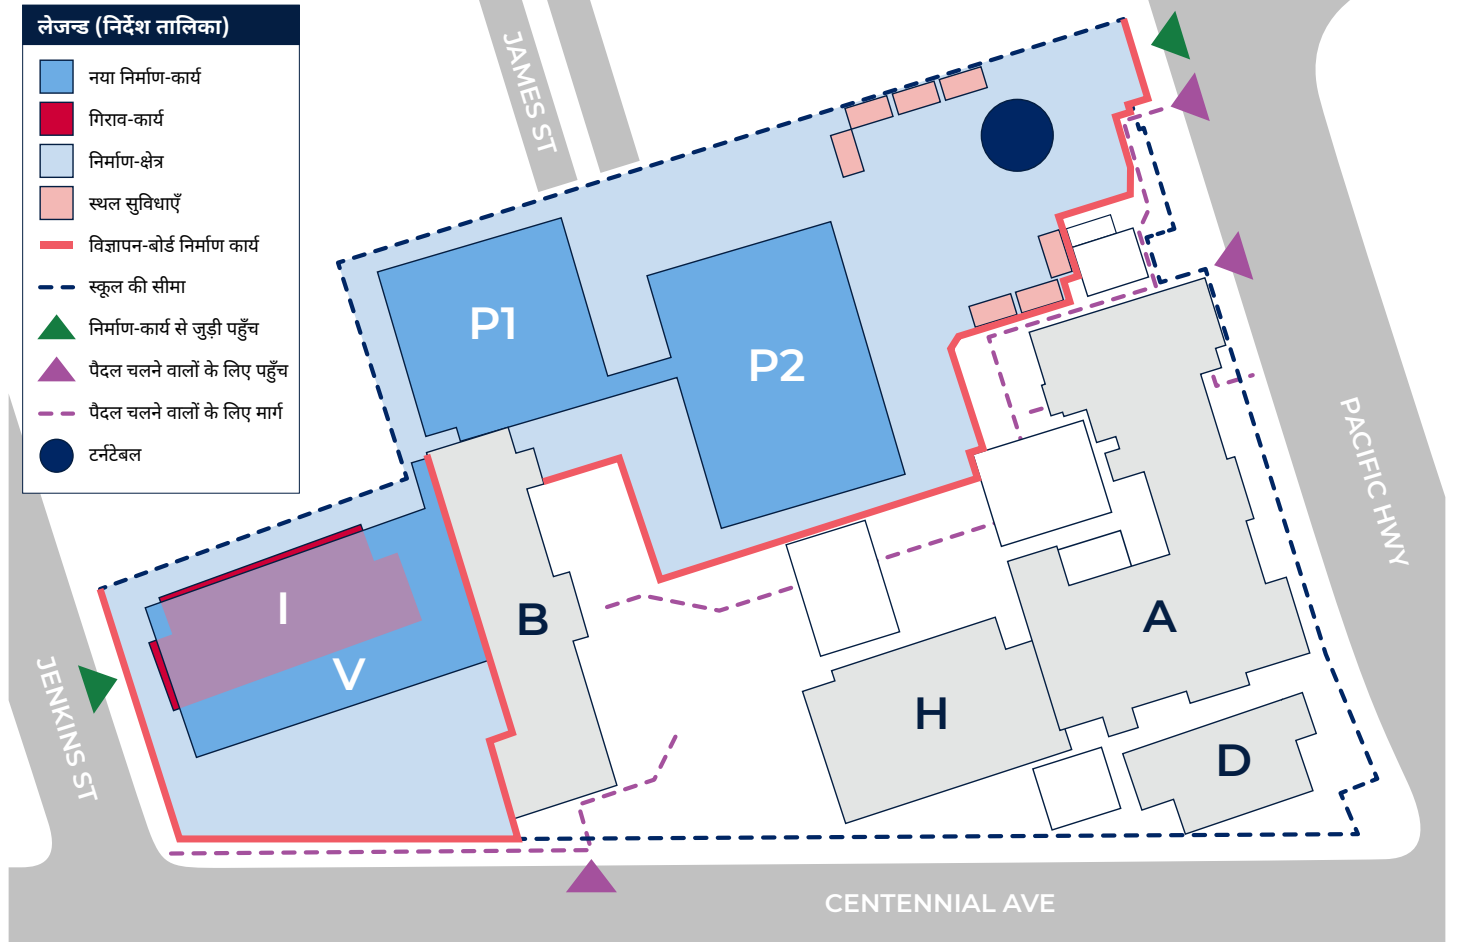 लेजन्ड (निर्देश तालिका)
नया निर्माण-कार्य
गिराव-कार्य
निर्माण-क्षेत्र
स्थल सुविधाएँ
विज्ञापन-बोर्ड निर्माण कार्य
स्कूल की सीमा
निर्माण-कार्य से जुड़ी पहुँच
पैदल चलने वालों के लिए पहुँच
पैदल चलने वालों के लिए मार्ग
टर्नटेबल
JAMES ST
P1
P2
PACIFIC HWY
I
V
B
A
H
D
JENKINS ST
CENTENNIAL AVE